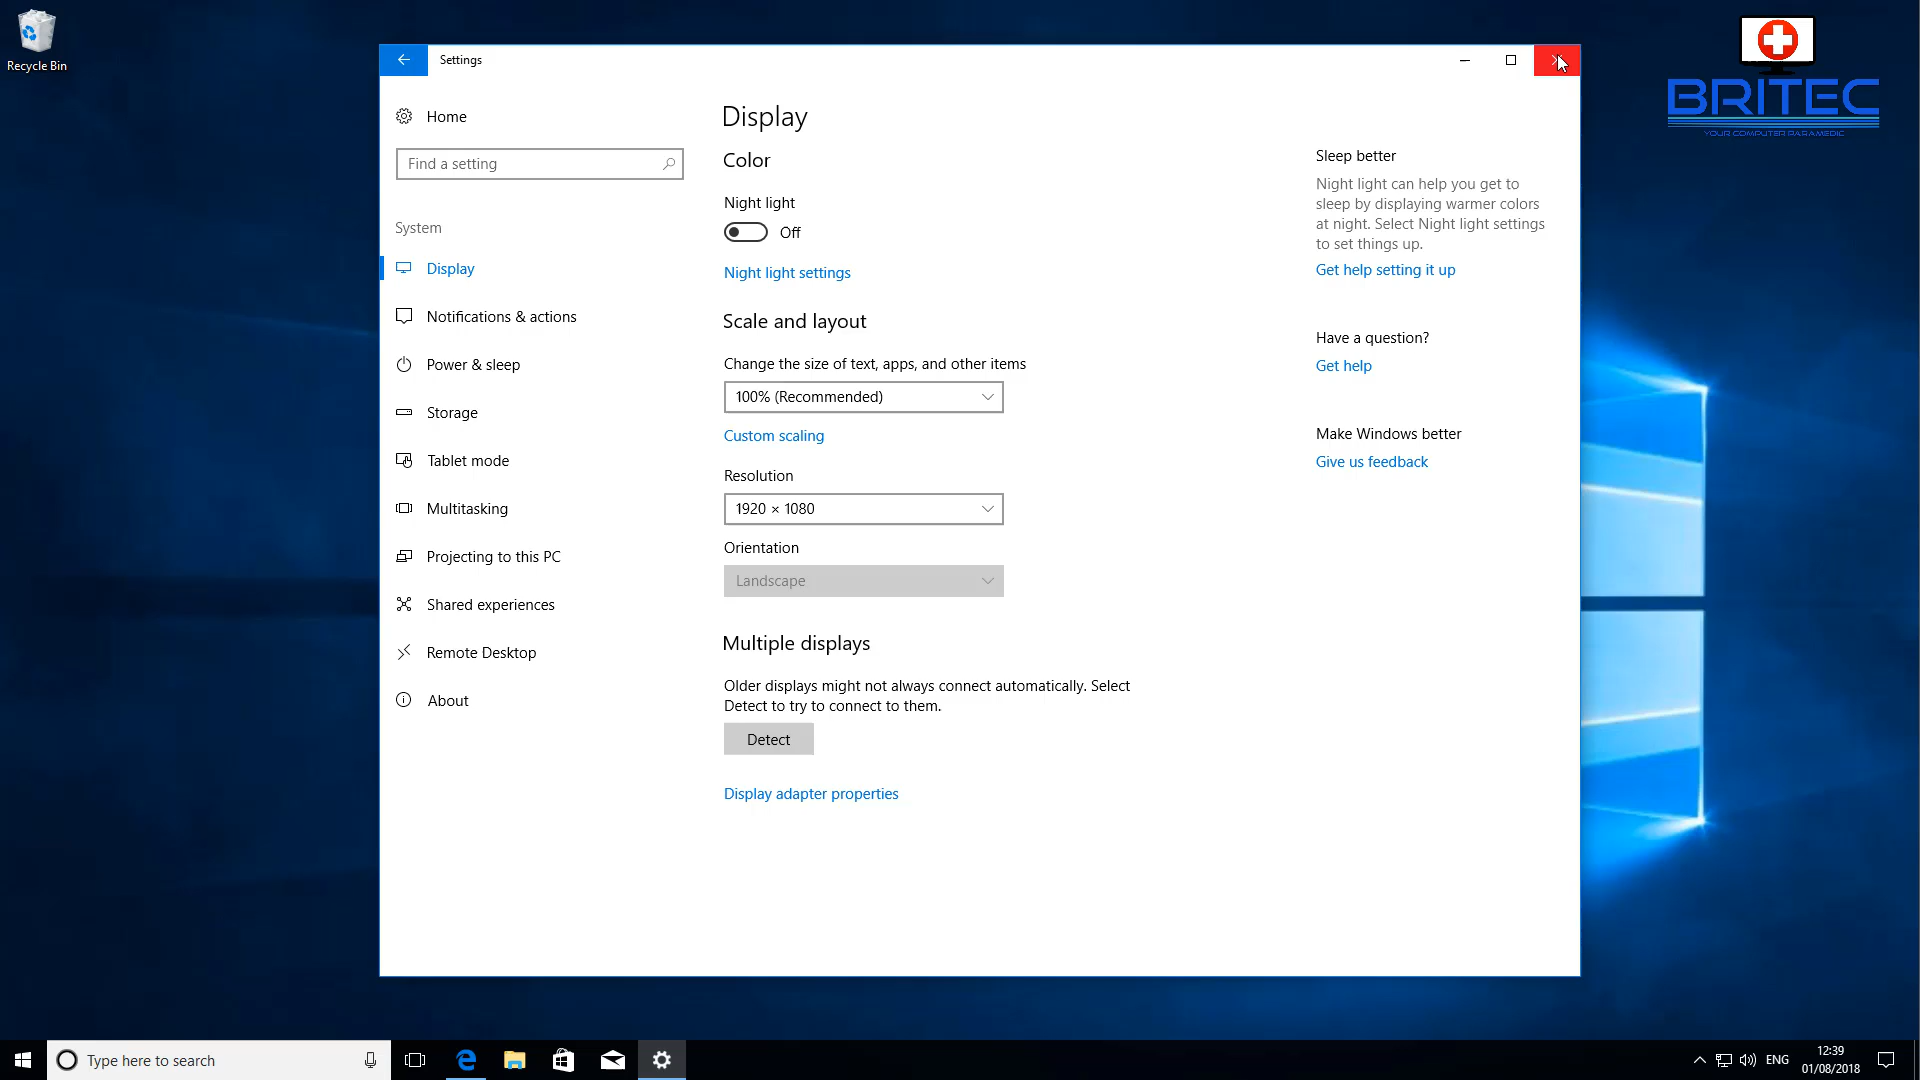 Recycle Bin
Settings
BRITEC
YOUR COMPUTER PARAMEDIC
Home
Find a setting
System
Display
Notifications & actions
Power & sleep
Storage
Tablet mode
Multitasking
Projecting to this PC
Shared experiences
Remote Desktop
About
Display
Color
Night light
Off
Night light settings
Scale and layout
Change the size of text, apps, and other items
100% (Recommended)
Custom scaling
Resolution
1920 × 1080
Orientation
Landscape
Multiple displays
Older displays might not always connect automatically. Select
Detect to try to connect to them.
Detect
Display adapter properties
Sleep better
Night light can help you get to
sleep by displaying warmer colors
at night. Select Night light settings
to set things up.
Get help setting it up
Have a question?
Get help
Make Windows better
Give us feedback
Type here to search
ENG
12:39
01/08/2018